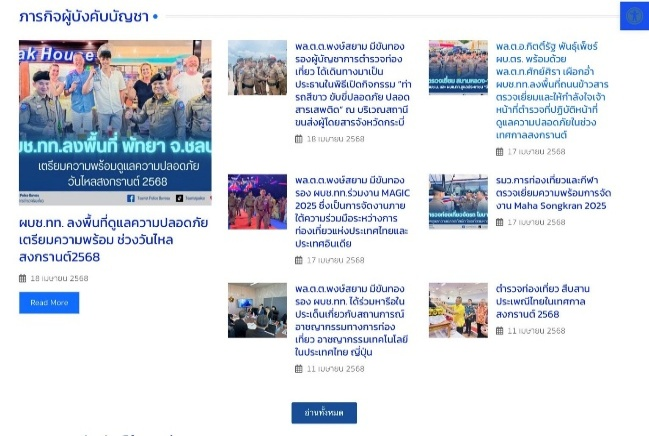 ภารกิจผู้บังคับบัญชา
eak House
ผบช.ทท.ลงพื้นที่ พัทยา จ.ชลบุ
เตรียมความพร้อมดูแลความปลอดภัย
วันไหลสงกรานต์ 2568
ผบช.ทท. ลงพื้นที่ดูแลความปลอดภัย
เตรียมความพร้อม ช่วงวันไหล
สงกรานต์2568
18 เมษายน 2568
Read More
พล.ต.ต.พงษ์สยาม มีขันทอง
รองผู้บัญชาการตำรวจท่อง
เที่ยว ได้เดินทางมาเป็น
ประธานในพิธีเปิดกิจกรรม "ท่า
รถสีขาว ขับขี่ปลอดภัย ปลอด
สารเสพติด" ณ บริเวณสถานี
ขนส่งผู้โดยสารจังหวัดกระบี่
18 เมษายน 2568
พล.ต.ต.พงษ์สยาม มีขันทอง
รอง ผบช.ทท.ร่วมงาน MAGIC
2025 ซึ่งเป็นการจัดงานภาย
ใต้ความร่วมมือระหว่างการ
ท่องเที่ยวแห่งประเทศไทยและ
ประเทศอินเดีย
17 เมษายน 2568
พล.ต.ต.พงษ์สยาม มีขันทอง
รอง ผบช.ทท. ได้ร่วมหารือใน
ประเด็นเกี่ยวกับสถานการณ์
อาชญากรรมทางการท่อง
เที่ยว อาชญากรรมเทคโนโลยี
ในประเทศไทย ญี่ปุ่น
11 เมษายน 2568
พล.ต.อ.กิตติ์รัฐ พันธุ์เพ็ชร์
ผบ.ตร. พร้อมด้วย
พล.ต.ท.ศักย์ศิรา เผือกอ่ำ
ผบช.ทท.ลงพื้นที่ถนนข้าวสาร
ตรวจเยี่ยมและให้กำลังใจเจ้า
หน้าที่ตำรวจที่ปฏิบัติหน้าที่
ดูแลความปลอดภัยในช่วง
เทศกาลสงกรานต์
17 เมษายน 2568
รมว.การท่องเที่ยวและกีฬา
ตรวจเยี่ยมความพร้อมการจัด
งาน Maha Songkran 2025
17 เมษายน 2568
ตำรวจท่องเที่ยว สืบสาน
ประเพณีไทยในเทศกาล
สงกรานต์ 2568
11 เมษายน 2568
อ่านทั้งหมด